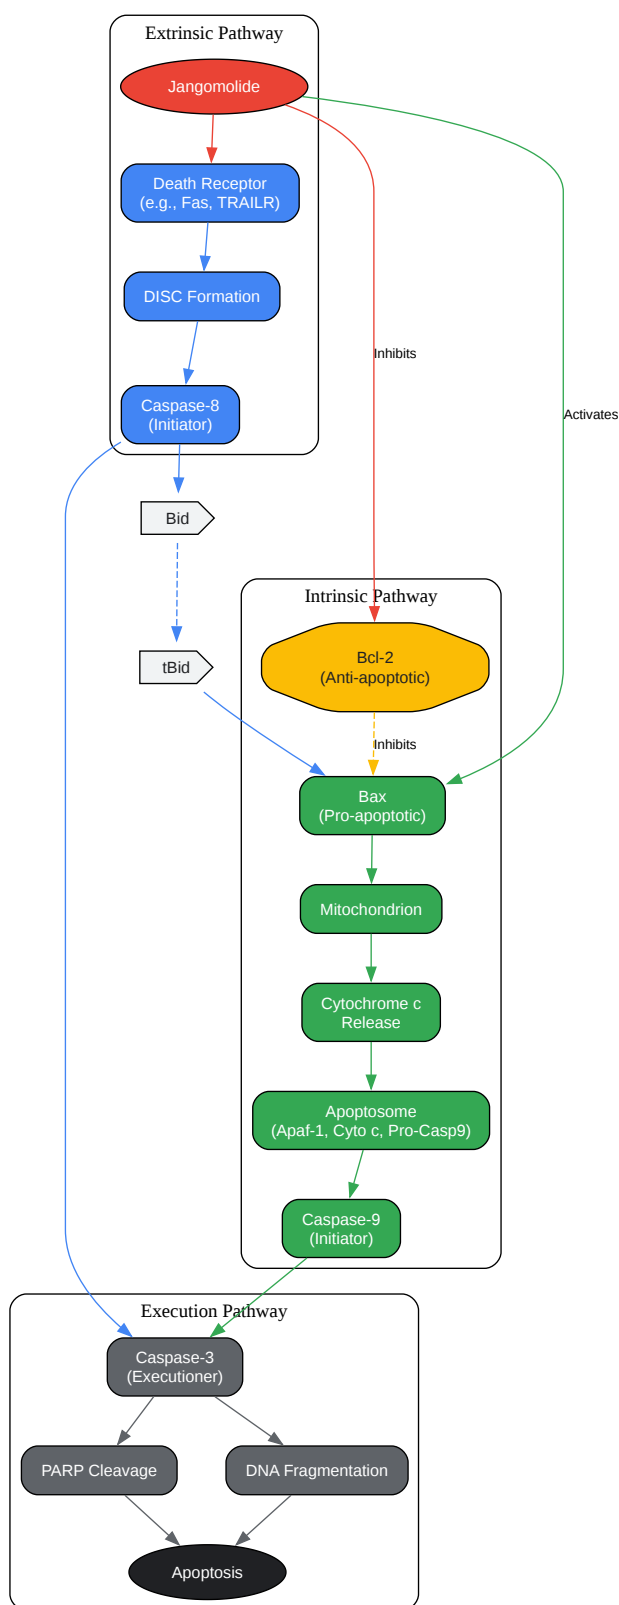 Extrinsic Pathway
Jangomolide
Death Receptor
(e.g., Fas, TRAILR)
DISC Formation
Inhibits
Caspase-8
(Initiator)
Activates
Bid
Intrinsic Pathway
tBid
Bcl-2
(Anti-apoptotic)
Inhibits
Bax
(Pro-apoptotic)
Mitochondrion
Cytochrome c
Release
Apoptosome
(Apaf-1, Cyto c, Pro-Casp9)
Caspase-9
(Initiator)
Execution Pathway
Caspase-3
(Executioner)
PARP Cleavage
DNA Fragmentation
Apoptosis